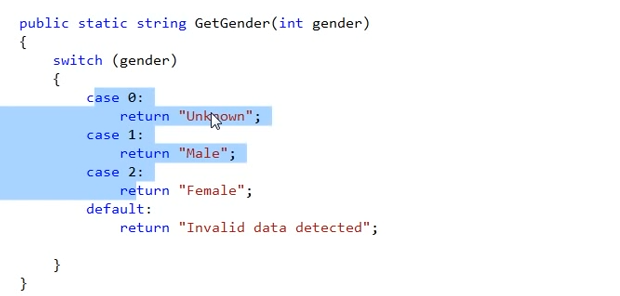 public static string GetGender(int gender)
{
switch (gender)
{
case 0:
return "Unknown";
case 1:
return "Male";
case 2:
return "Female";
default:
return "Invalid data detected";
}
}